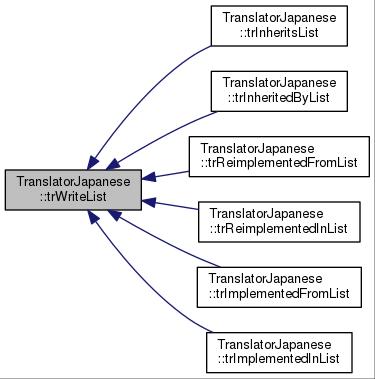 TranslatorJapanese
::trInheritsList
TranslatorJapanese
::trInheritedByList
TranslatorJapanese
::trReimplementedFromList
TranslatorJapanese
::trWriteList
TranslatorJapanese
::trReimplementedInList
TranslatorJapanese
::trImplementedFromList
TranslatorJapanese
::trImplementedInList